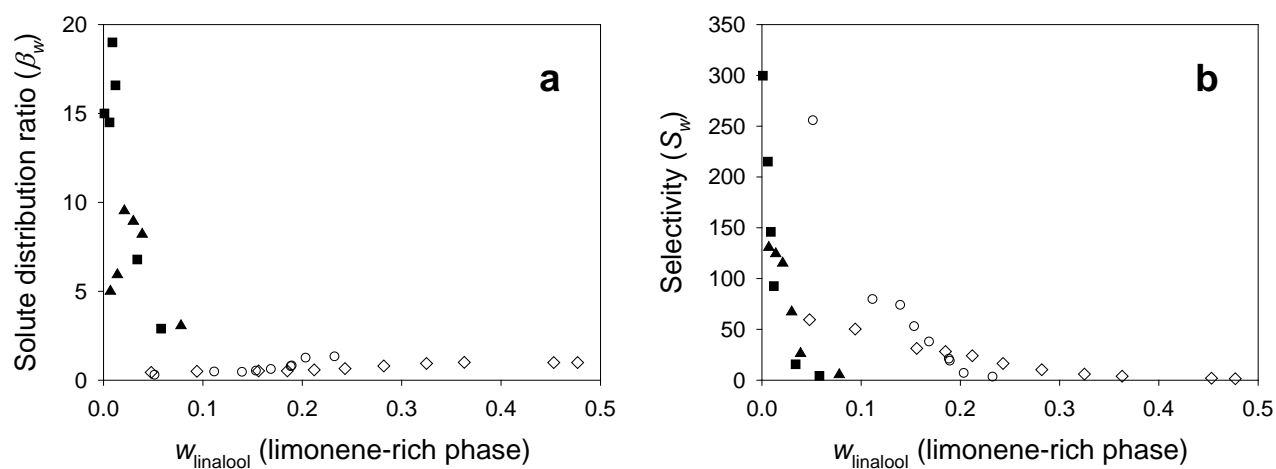 a
Solute distribution ratio (βw)
20
15
10
5
0
0.0 0.1 0.2 0.3 0.4 0.5
wlinalool (limonene-rich phase)
b
Selectivity (Sw)
350
300
250
200
150
100
50
0
0.0 0.1 0.2 0.3 0.4 0.5
wlinalool (limonene-rich phase)